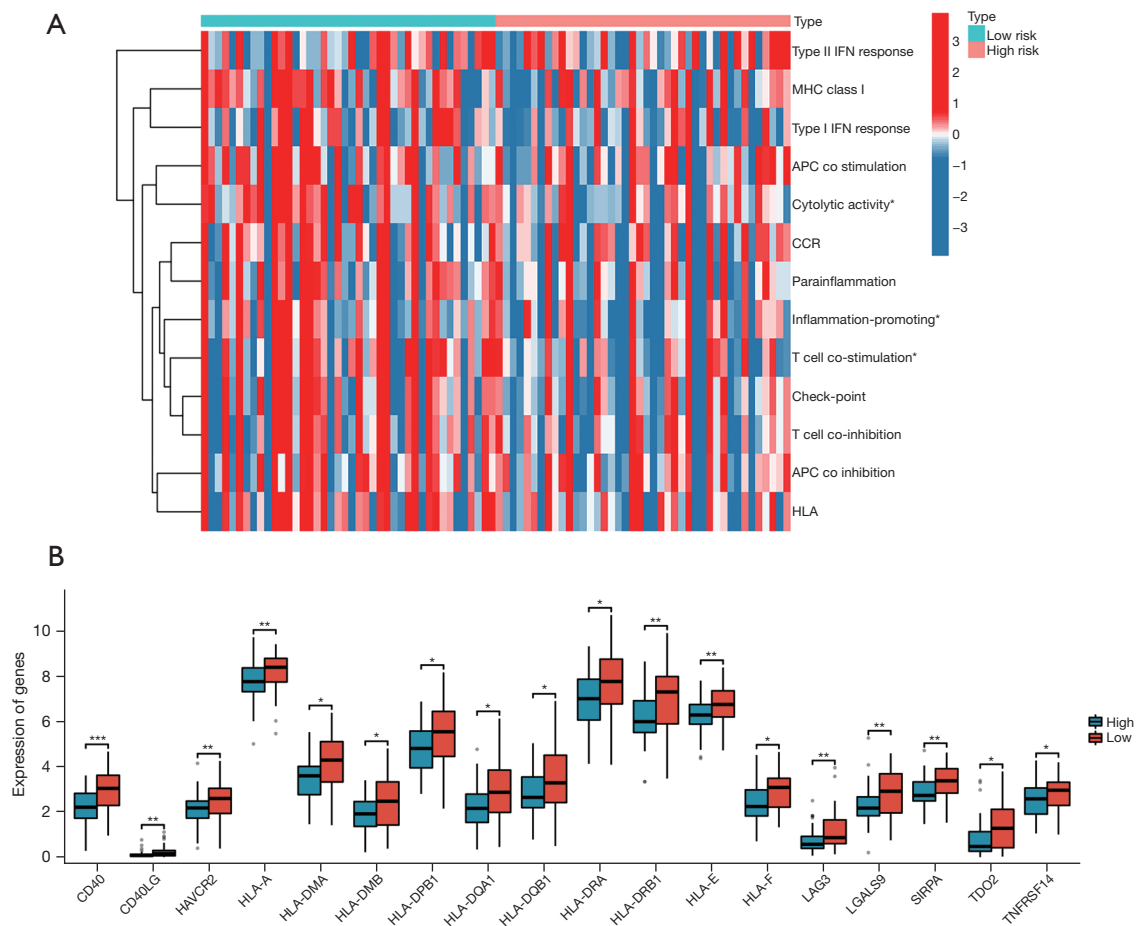 A
Type
Type II IFN response
MHC class I
Type I IFN response
APC co stimulation
Cytolytic activity*
CCR
Parainflammation
Inflammation-promoting*
T cell co-stimulation*
Check-point
T cell co-inhibition
APC co inhibition
HLA
3
2
1
0
−1
−2
−3
Type
Low risk
High risk
B
Expression of genes
10
8
6
4
2
0
***
**
**
**
*
*
*
*
*
*
**
**
*
**
**
**
*
*
CD40
CD40LG
HAVCR2
HLA-A
HLA-DMA
HLA-DMB
HLA-DPB1
HLA-DQA1
HLA-DQB1
HLA-DRA
HLA-DRB1
HLA-E
HLA-F
LAG3
LGALS9
SIRPA
TDO2
TNFRSF14
High
Low